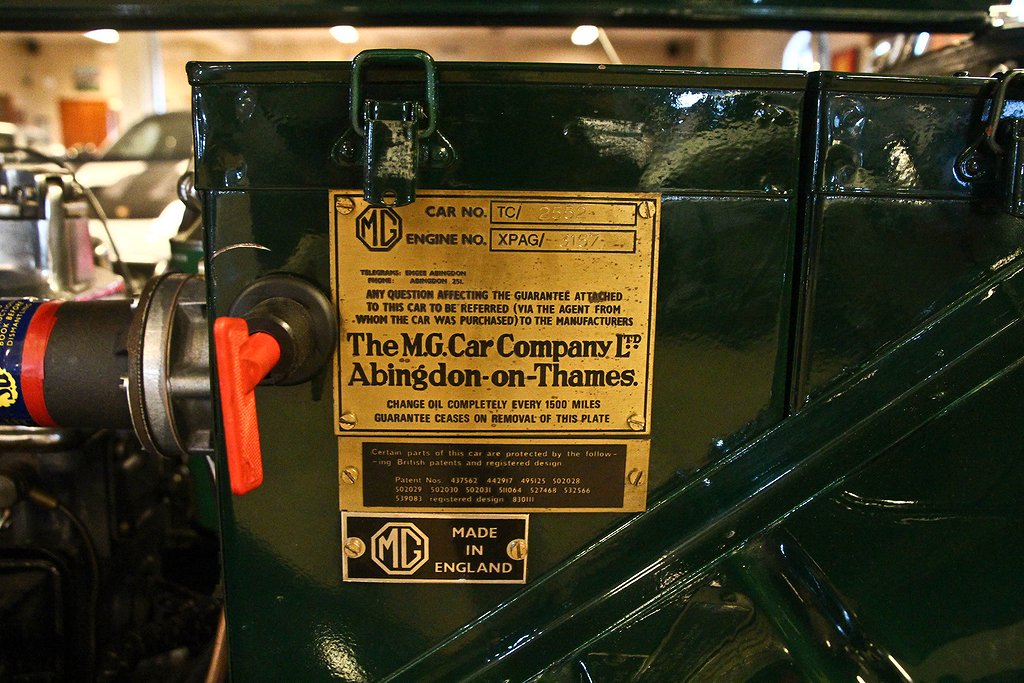 MG
CAR NO. TC/ 2552
ENGINE NO. XPAG/ 3157
TELEGRAMS: EMGEE ABINGDON
PHONE: ABINGDON 251.
ANY QUESTION AFFECTING THE GUARANTEE ATTACHED
TO THIS CAR TO BE REFERRED (VIA THE AGENT FROM
WHOM THE CAR WAS PURCHASED) TO THE MANUFACTURERS
The M.G. Car Company LTD
Abingdon-on-Thames.
CHANGE OIL COMPLETELY EVERY 1500 MILES
GUARANTEE CEASES ON REMOVAL OF THIS PLATE
Certain parts of this car are protected by the follow-
-ing British patents and registered design
Patent Nos. 437562 442917 495125 502028
502029 502030 502031 511064 527468 532566
539083 registered design 830111
MG
MADE
IN
ENGLAND
BOOK BEFORE